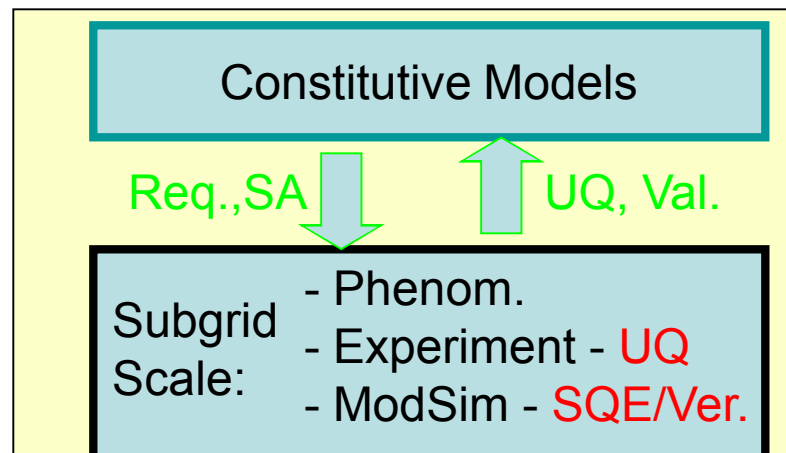 Constitutive Models
Req.,SA
UQ, Val.
Subgrid
Scale:
- Phenom.
- Experiment - UQ
- ModSim - SQE/Ver.